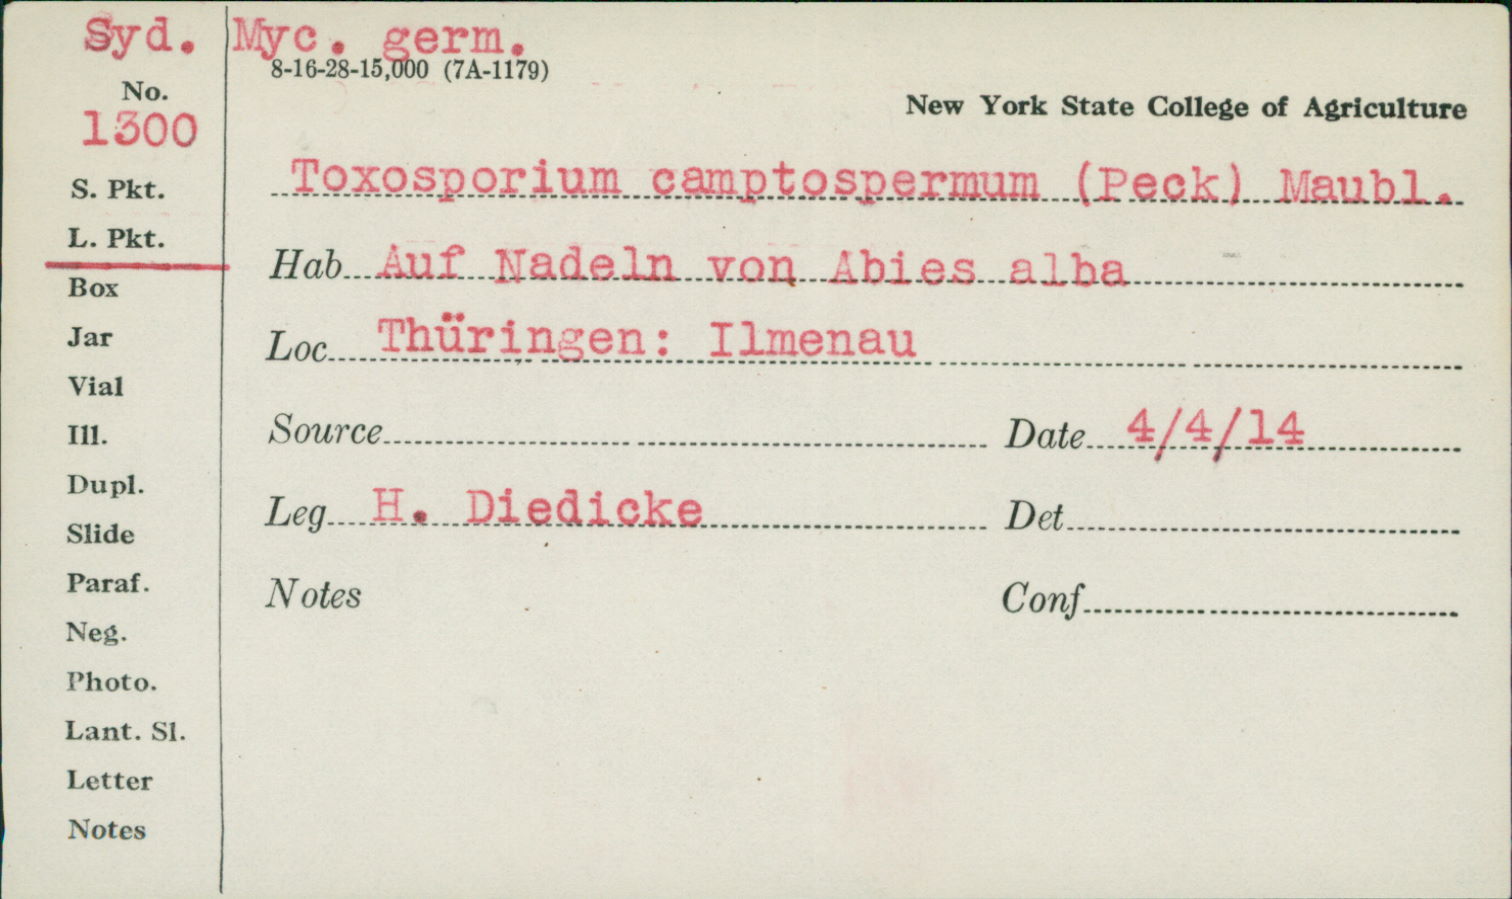 Syd. Myc. germ.
8-16-28-15,000 (7A-1179)
No.
1300
New York State College of Agriculture
Toxosporium camptospermum (Peck) Maubl.
S. Pkt.
L. Pkt.
Hab Auf Nadeln von Abies alba
Box
Jar
Loc Thüringen: Ilmenau
Vial
Ill.
Source Date 4/4/14
Dupl.
Leg H. Diedicke Det
Slide
Paraf.
Notes Conf
Neg.
Photo.
Lant. Sl.
Letter
Notes